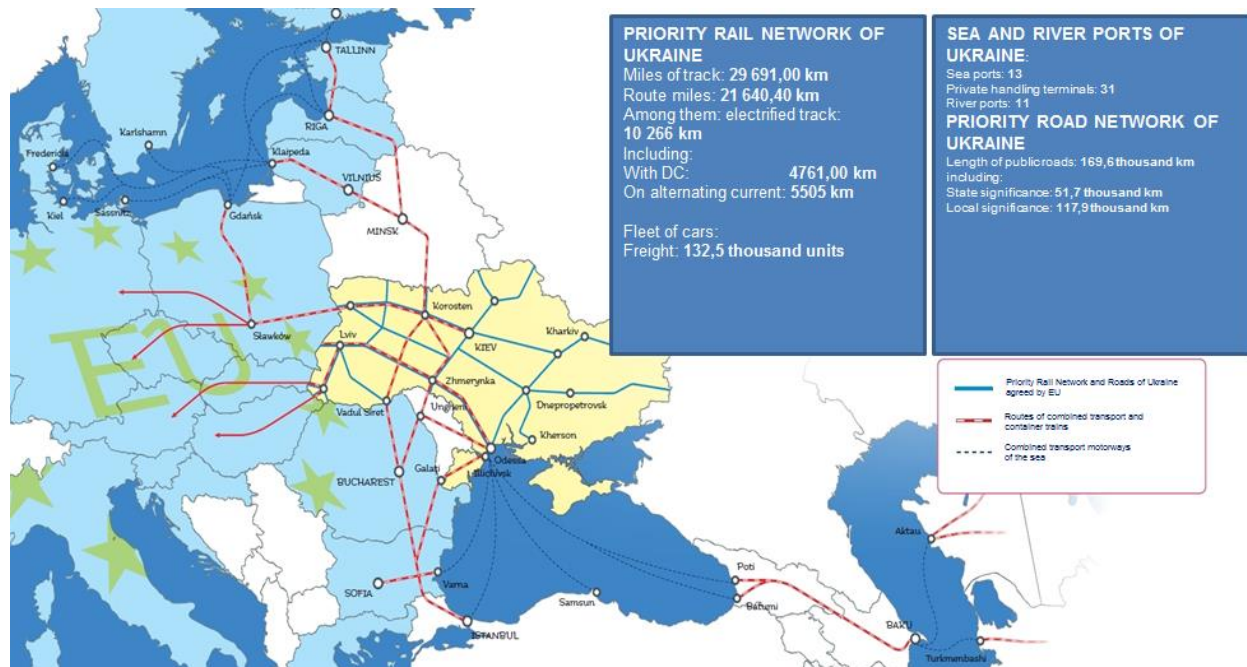 PRIORITY RAIL NETWORK OF
UKRAINE
Miles of track: 29 691,00 km
Route miles: 21 640,40 km
Among them: electrified track:
10 266 km
Including:
With DC: 4761,00 km
On alternating current: 5505 km
Fleet of cars:
Freight: 132,5 thousand units
SEA AND RIVER PORTS OF
UKRAINE:
Sea ports: 13
Private handling terminals: 31
River ports: 11
PRIORITY ROAD NETWORK OF
UKRAINE
Length of public roads: 169,6 thousand km
including:
State significance: 51,7 thousand km
Local significance: 117,9 thousand km
Priority Rail Network and Roads of Ukraine
agreed by EU
Routes of combined transport and
container trains
Combined transport motorways
of the sea
TALLINN
RIGA
Karlshamn
Fredericia
Klaipeda
VILNIUS
Kiel
Sassnitz
Gdańsk
MINSK
EU
Sławków
Korosten
Lviv
KIEV
Kharkiv
Zhmerynka
Vadul Siret
Ungheni
Dnepropetrovsk
Kherson
Odessa
Illichivsk
Galați
BUCHAREST
SOFIA
Varna
ISTANBUL
Samsun
Poti
Batumi
BAKU
Aktau
Turkmenbashi